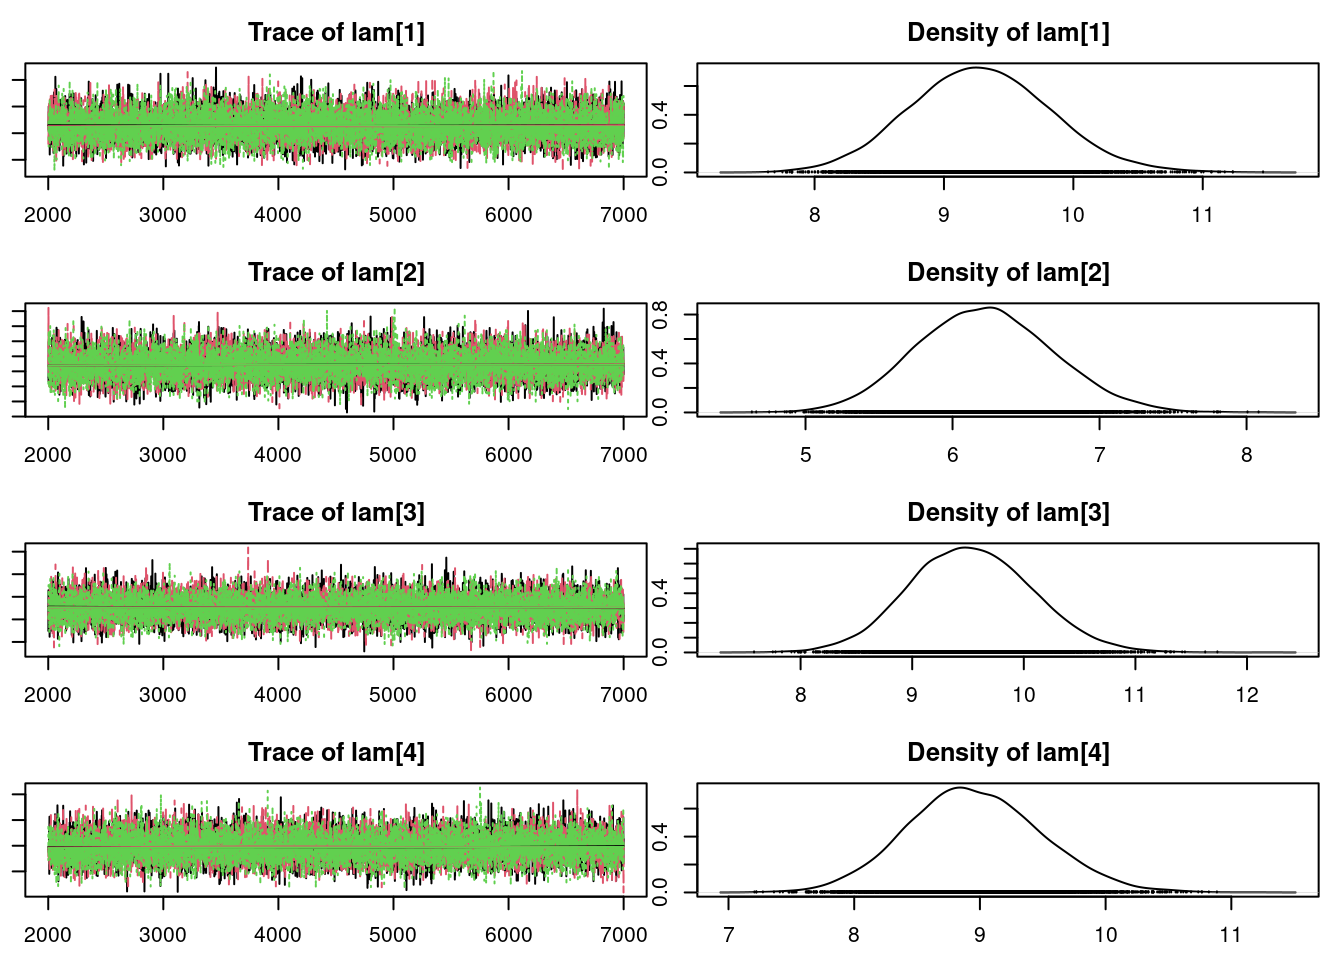 Trace of lam[1] Density of lam[1]
0.4
0.0
2000 3000 4000 5000 6000 7000 8 9 10 11
Trace of lam[2] Density of lam[2]
0.8
0.4
0.0
2000 3000 4000 5000 6000 7000 5 6 7 8
Trace of lam[3] Density of lam[3]
0.4
0.0
2000 3000 4000 5000 6000 7000 8 9 10 11 12
Trace of lam[4] Density of lam[4]
0.4
0.0
2000 3000 4000 5000 6000 7000 7 8 9 10 11